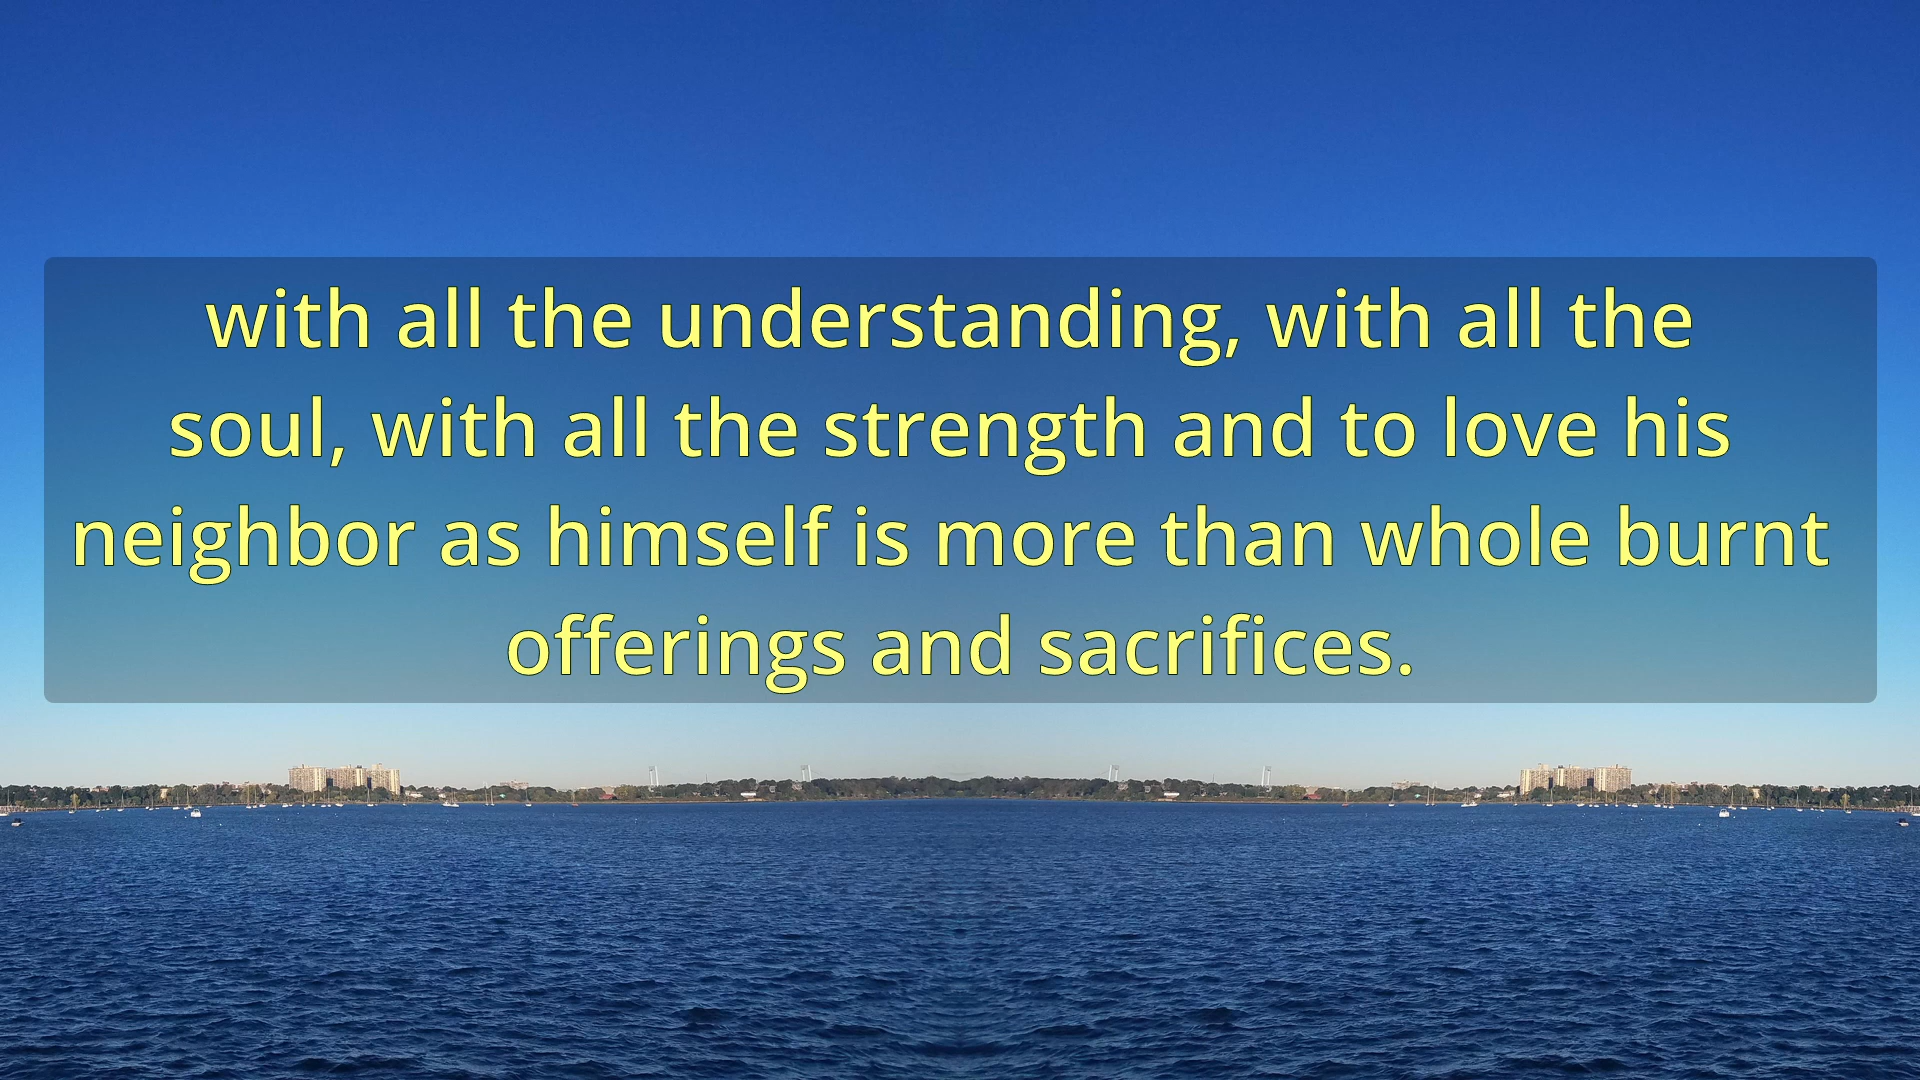 with all the understanding, with all the
soul, with all the strength and to love his
neighbor as himself is more than whole burnt
offerings and sacrifices.